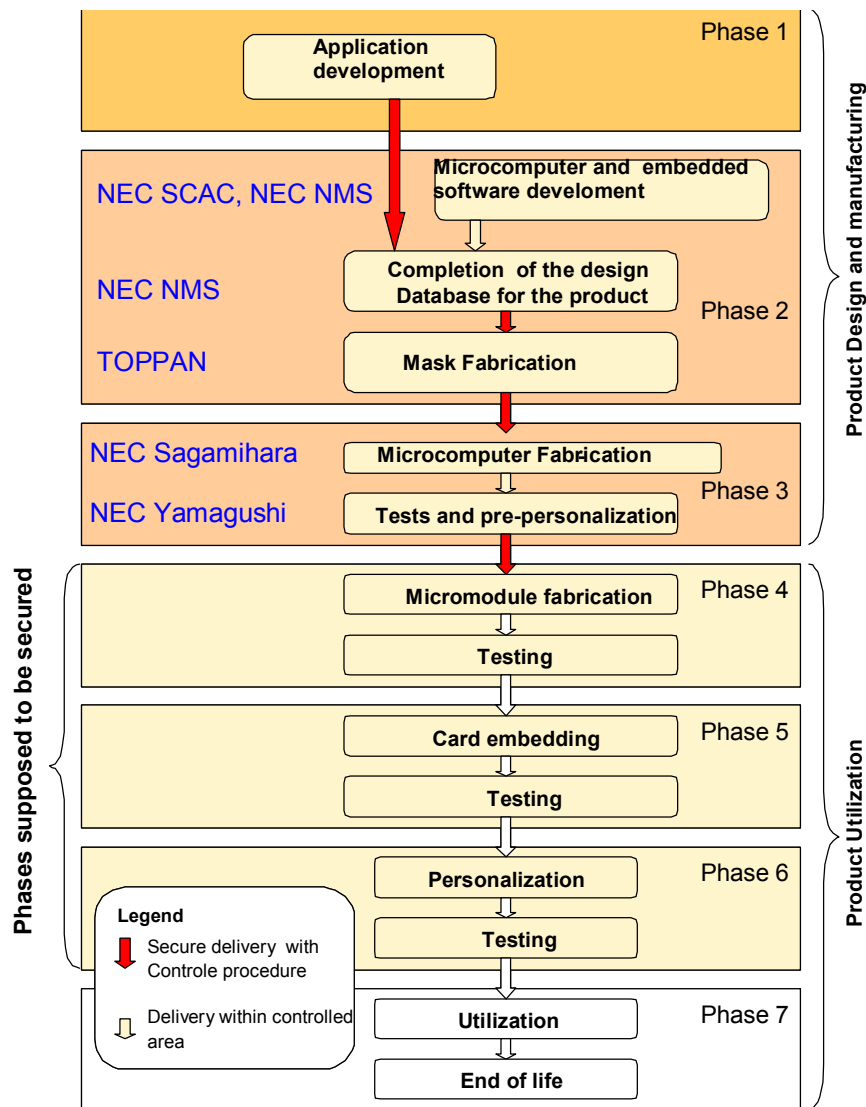 Phase 1
Application
development
Product Design and manufacturing
Microcomputer and embedded
software develoment
NEC SCAC, NEC NMS
Completion of the design
Database for the product
NEC NMS
Phase 2
TOPPAN
Mask Fabrication
NEC Sagamihara
Microcomputer Fabrication
Phase 3
NEC Yamagushi
Tests and pre-personalization
Phases supposed to be secured
Phase 4
Micromodule fabrication
Testing
Product Utilization
Phase 5
Card embedding
Testing
Phase 6
Personalization
Testing
Legend
Secure delivery with
Controle procedure
Delivery within controlled
area
Phase 7
Utilization
End of life